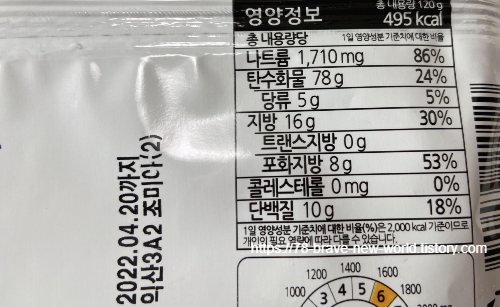 영양정보
총 내용량 120 g
495 kcal
총 내용량당
1일 영양성분 기준치에 대한 비율
나트륨 1,710 mg 86%
탄수화물 78 g 24%
당류 5 g 5%
지방 16 g 30%
트랜스지방 0 g
포화지방 8 g 53%
콜레스테롤 0 mg 0%
단백질 10 g 18%
1일 영양성분 기준치에 대한 비율(%)은 2,000 kcal 기준이므로
개인의 필요 열량에 따라 다를 수 있습니다.
https://78-brave-new-world.tistory.com
2022.04.20까지
익산3A2 조미아(2)
1000
1200
1400
1600
1800
3
4
5
6